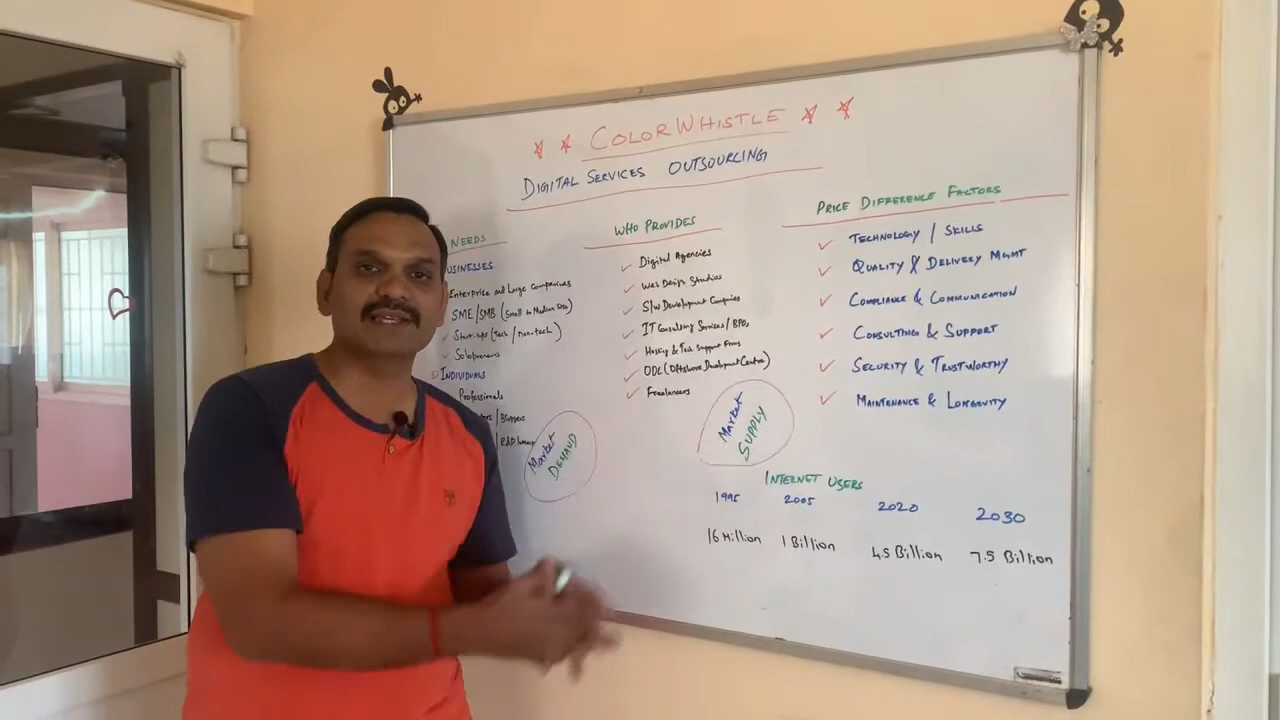 COLORWHISTLE
DIGITAL SERVICES OUTSOURCING
NEEDS
USINESSES
Enterprise and Large Companies
SME/SMB (Small to Medium Size)
Startups (Tech / non-tech)
Solopreneurs
INDIVIDUALS
Professionals
/ Bloggers
Market
DEMAND
WHO PROVIDES
Digital Agencies
Web Design Studios
S/W Development Companies
IT Consulting Services / BPOs
Hosting & Tech Support Firms
ODC (Offshore Development Centre)
Freelancers
Market
SUPPLY
PRICE DIFFERENCE FACTORS
TECHNOLOGY / SKILLS
QUALITY & DELIVERY MGMT
COMPLIANCE & COMMUNICATION
CONSULTING & SUPPORT
SECURITY & TRUSTWORTHY
MAINTENANCE & LONGEVITY
INTERNET USERS
1995 2005 2020 2030
16 Million 1 Billion 4.5 Billion 7.5 Billion